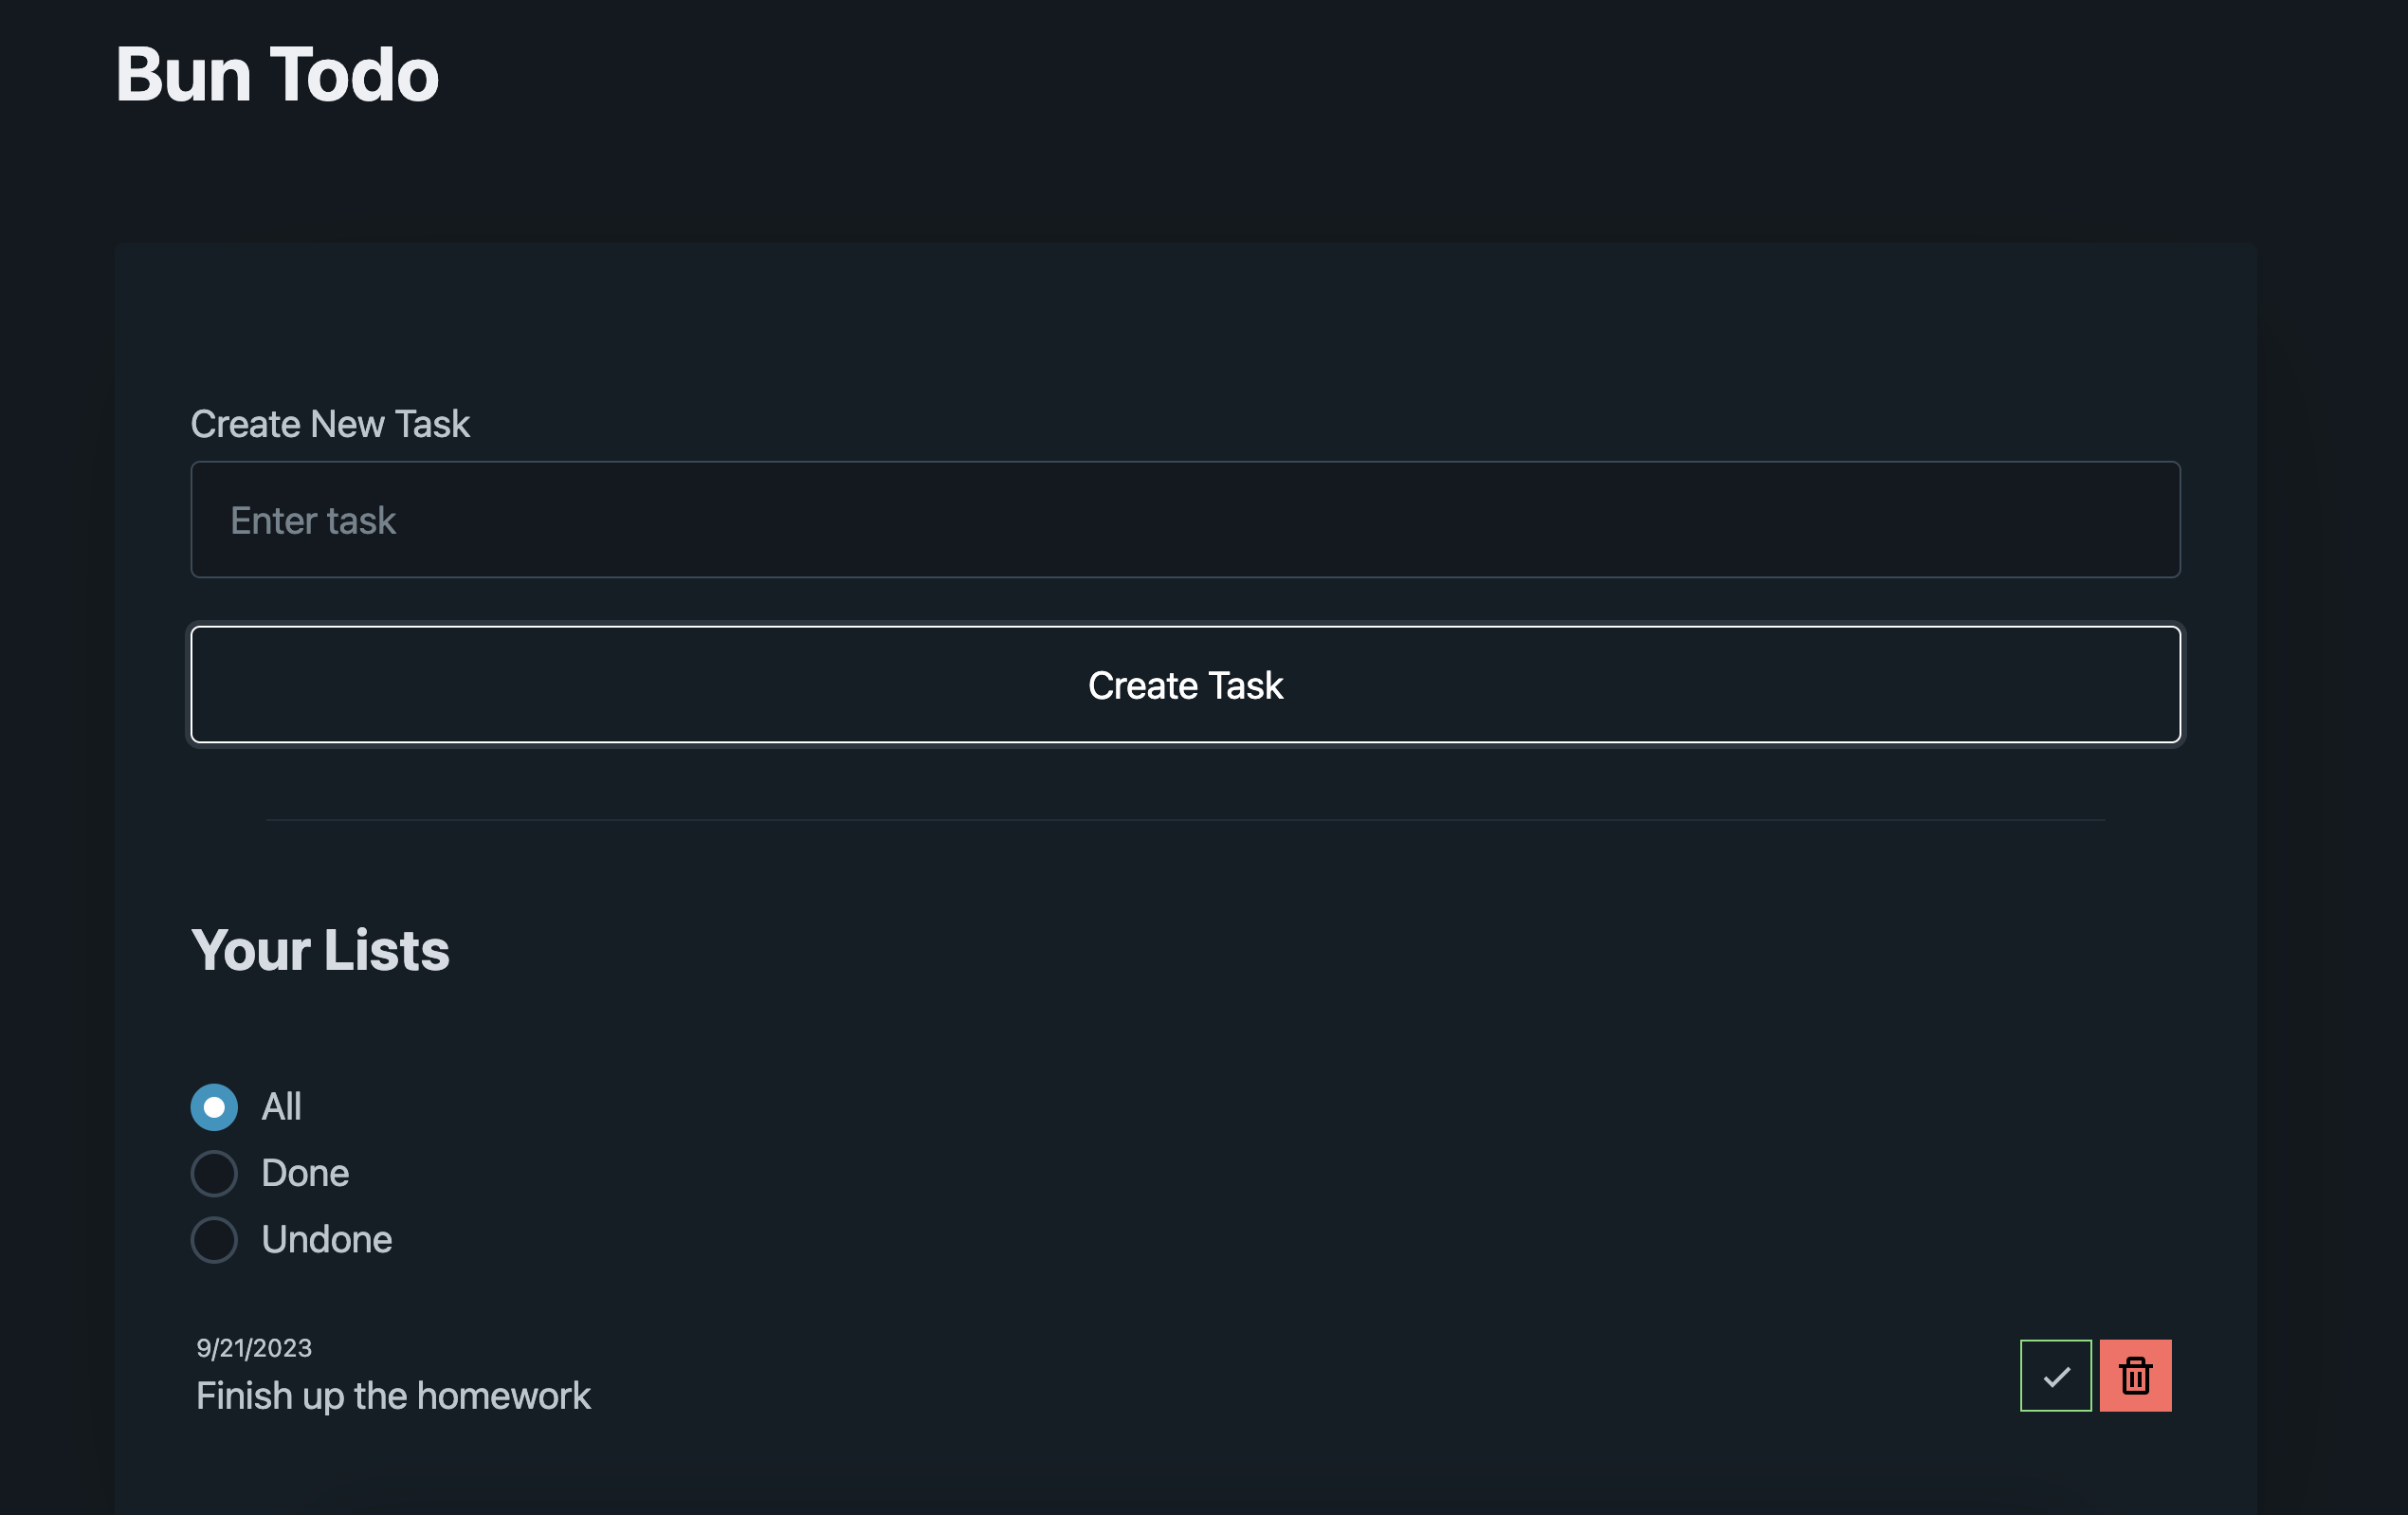 Bun Todo
Create New Task
Enter task
Create Task
Your Lists
All
Done
Undone
9/21/2023
Finish up the homework